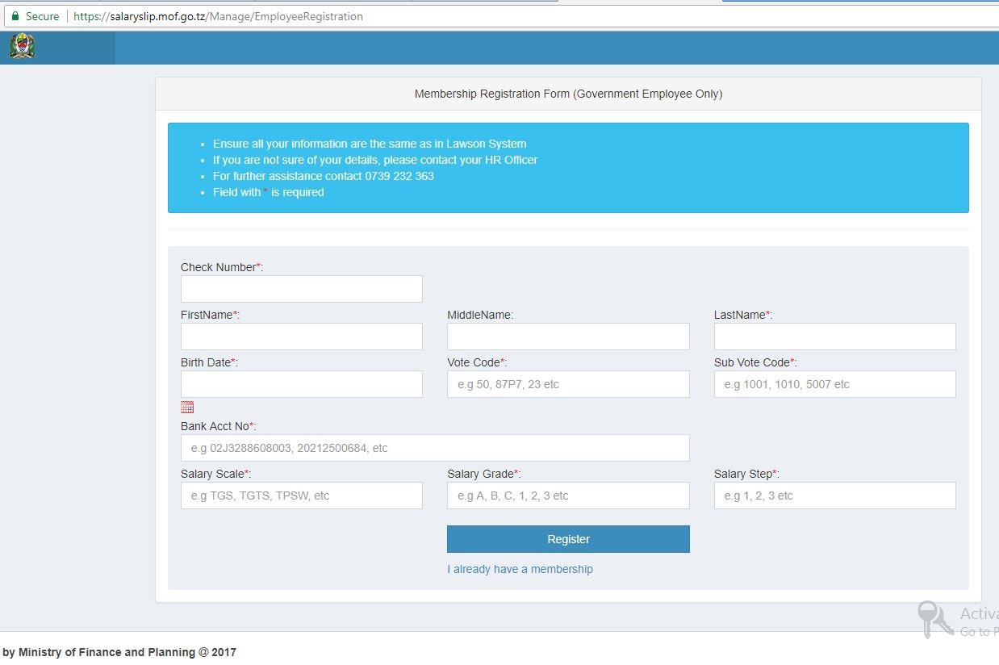 Secure https://salaryslip.mof.go.tz/Manage/EmployeeRegistration
Membership Registration Form (Government Employee Only)
Ensure all your information are the same as in Lawson System
If you are not sure of your details, please contact your HR Officer
For further assistance contact 0739 232 363
Field with * is required
Check Number*:
FirstName*: MiddleName: LastName*:
Birth Date*: Vote Code*: Sub Vote Code*:
e.g 50, 87P7, 23 etc e.g 1001, 1010, 5007 etc
Bank Acct No*:
e.g 02J3288608003, 20212500684, etc
Salary Scale*: Salary Grade*: Salary Step*:
e.g TGS, TGTS, TPSW, etc e.g A, B, C, 1, 2, 3 etc e.g 1, 2, 3 etc
Register
I already have a membership
Activa
Go to P
by Ministry of Finance and Planning @ 2017